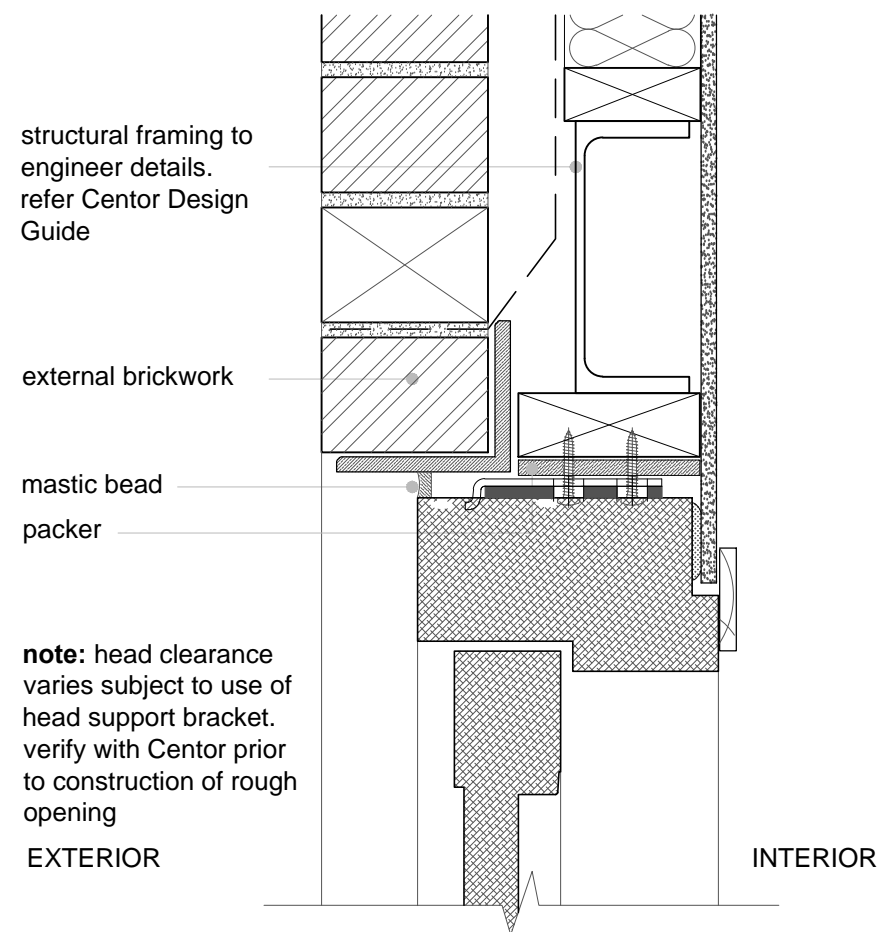 structural framing to
engineer details.
refer Centor Design
Guide
external brickwork
mastic bead
packer
note: head clearance
varies subject to use of
head support bracket.
verify with Centor prior
to construction of rough
opening
EXTERIOR
INTERIOR